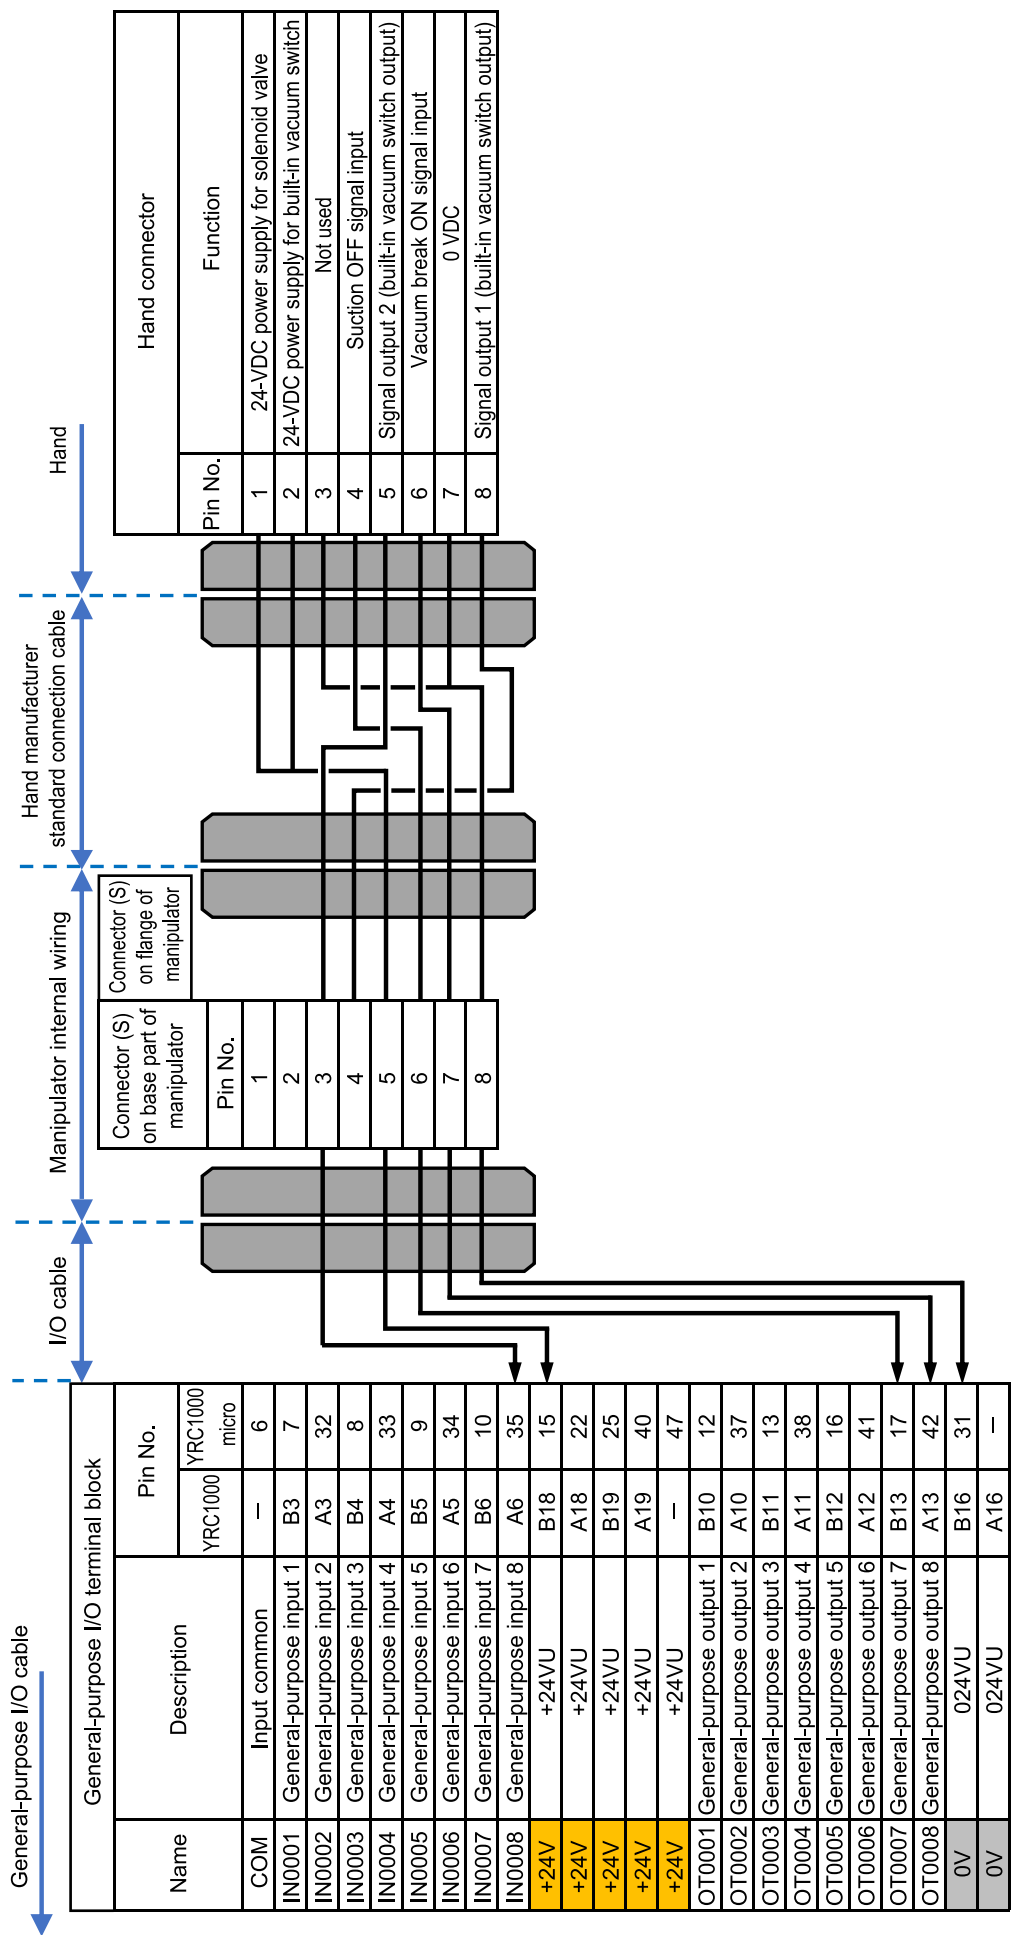 General-purpose I/O cable
I/O cable
Manipulator internal wiring
Hand manufacturer
standard connection cable
Hand
General-purpose I/O terminal block
Name
Description
Pin No.
YRC1000
YRC1000
micro
COM Input common – 6
IN0001 General-purpose input 1 B3 7
IN0002 General-purpose input 2 A3 32
IN0003 General-purpose input 3 B4 8
IN0004 General-purpose input 4 A4 33
IN0005 General-purpose input 5 B5 9
IN0006 General-purpose input 6 A5 34
IN0007 General-purpose input 7 B6 10
IN0008 General-purpose input 8 A6 35
+24V +24VU B18 15
+24V +24VU A18 22
+24V +24VU B19 25
+24V +24VU A19 40
+24V +24VU – 47
OT0001 General-purpose output 1 B10 12
OT0002 General-purpose output 2 A10 37
OT0003 General-purpose output 3 B11 13
OT0004 General-purpose output 4 A11 38
OT0005 General-purpose output 5 B12 16
OT0006 General-purpose output 6 A12 41
OT0007 General-purpose output 7 B13 17
OT0008 General-purpose output 8 A13 42
0V 024VU B16 31
0V 024VU A16 –
Connector (S)
on base part of
manipulator
Pin No.
1
2
3
4
5
6
7
8
Connector (S)
on flange of
manipulator
Hand connector
Pin No. Function
1 24-VDC power supply for solenoid valve
2 24-VDC power supply for built-in vacuum switch
3 Not used
4 Suction OFF signal input
5 Signal output 2 (built-in vacuum switch output)
6 Vacuum break ON signal input
7 0 VDC
8 Signal output 1 (built-in vacuum switch output)